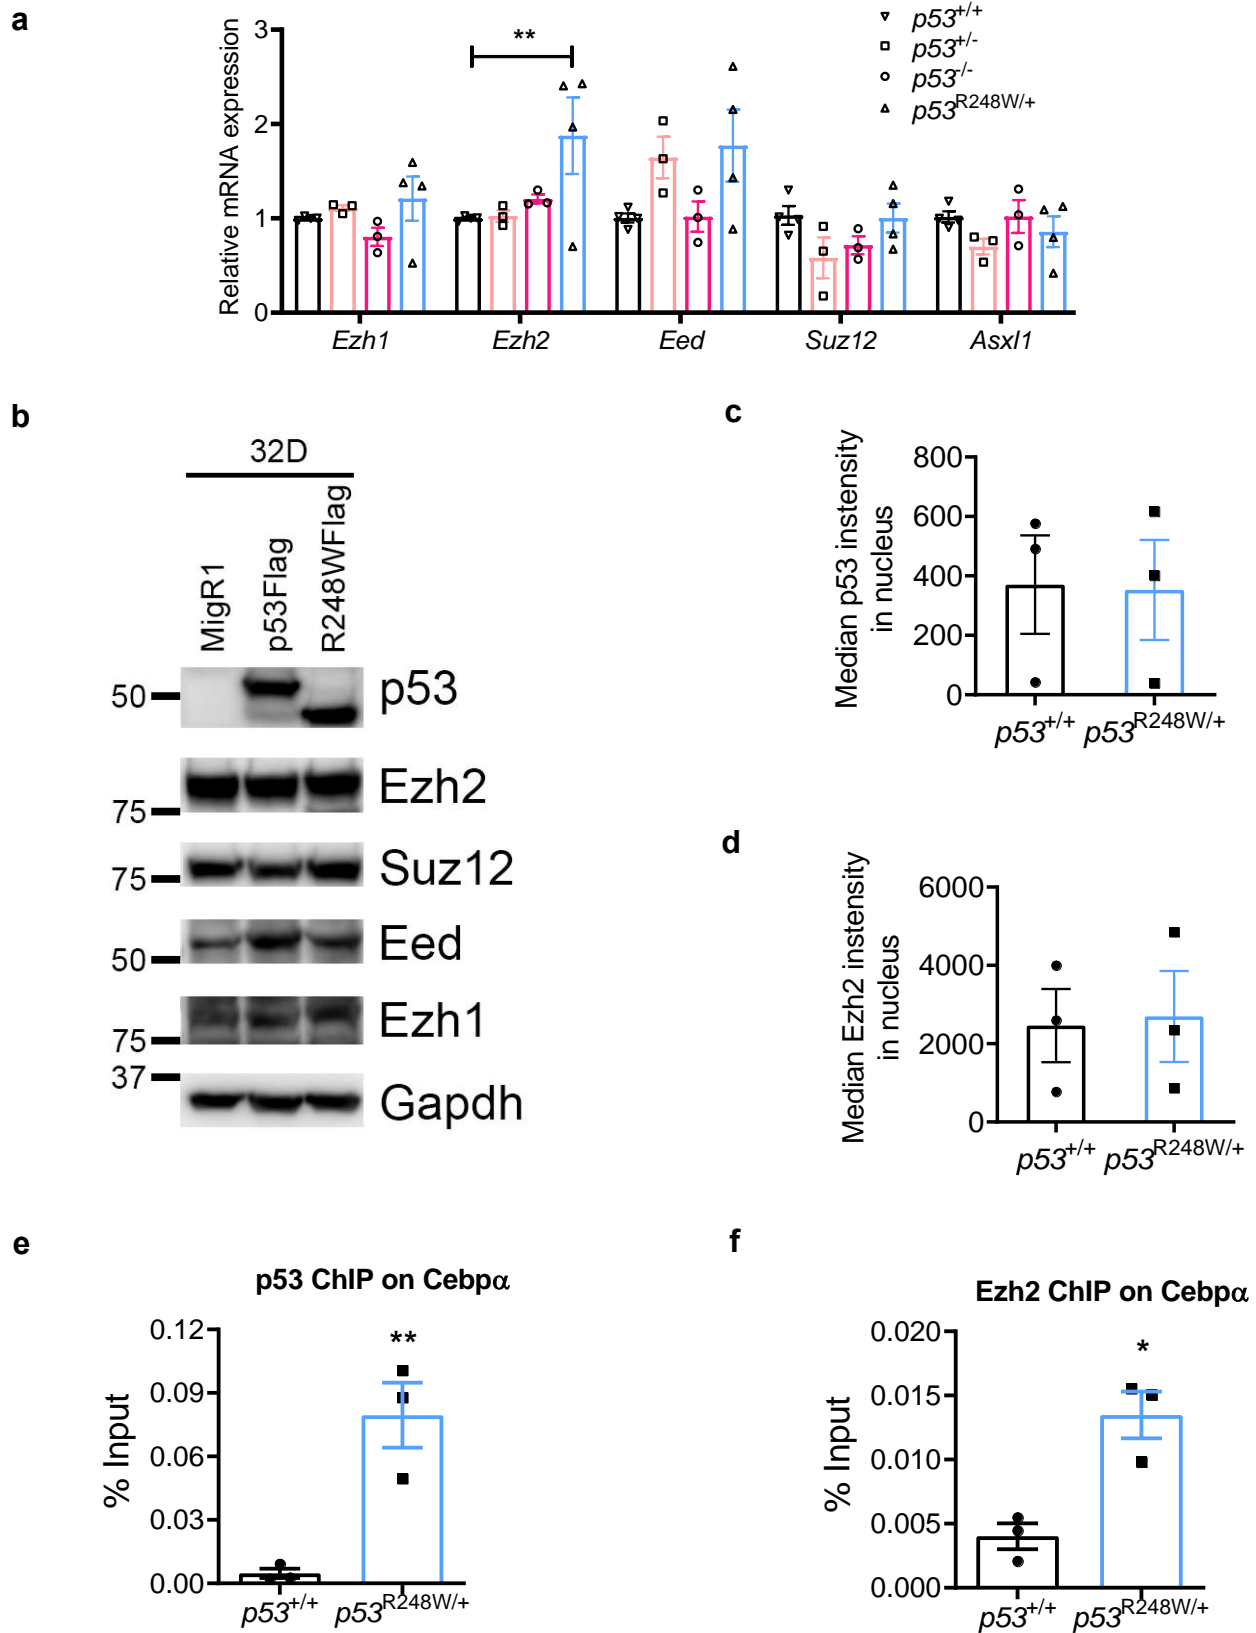 a
Relative mRNA expression
3
2
1
0
**
p53+/+
p53+/-
p53-/-
p53R248W/+
Ezh1
Ezh2
Eed
Suz12
Asxl1
b
32D
MigR1
p53Flag
R248WFlag
50
p53
Ezh2
75
Suz12
75
Eed
50
Ezh1
75
37
Gapdh
c
Median p53 instensity
in nucleus
800
600
400
200
0
p53+/+
p53R248W/+
d
Median Ezh2 instensity
in nucleus
6000
4000
2000
0
p53+/+
p53R248W/+
e
p53 ChIP on Cebpα
% Input
0.12
0.09
0.06
0.03
0.00
**
p53+/+
p53R248W/+
f
Ezh2 ChIP on Cebpα
% Input
0.020
0.015
0.010
0.005
0.000
*
p53+/+
p53R248W/+